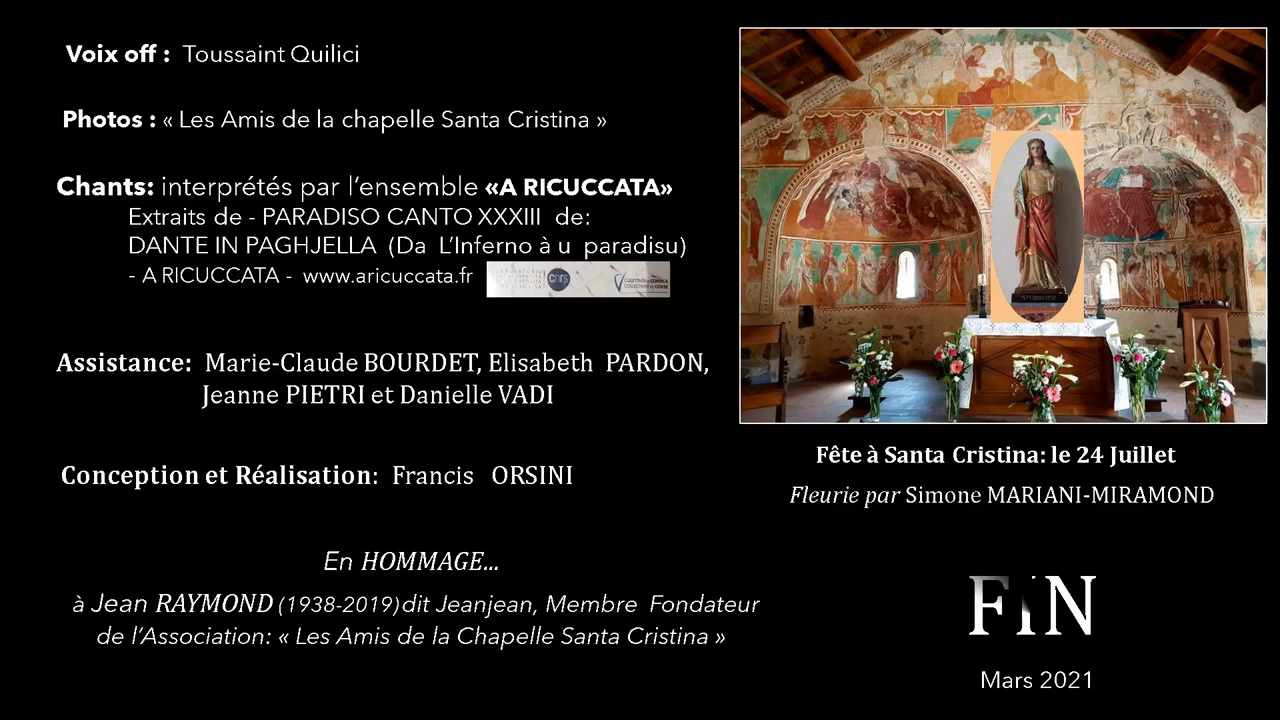 Voix off : Toussaint Quilici
Photos : « Les Amis de la chapelle Santa Cristina »
Chants: interprétés par l'ensemble «A RICUCCATA»
Extraits de - PARADISO CANTO XXXIII de:
DANTE IN PAGHJELLA (Da L'Inferno à u paradisu)
- A RICUCCATA - www.aricuccata.fr
cnrs
Assistance: Marie-Claude BOURDET, Elisabeth PARDON,
Jeanne PIETRI et Danielle VADI
Conception et Réalisation: Francis ORSINI
En HOMMAGE...
à Jean RAYMOND (1938-2019)dit Jeanjean, Membre Fondateur
de l'Association: « Les Amis de la Chapelle Santa Cristina »
Fête à Santa Cristina: le 24 Juillet
Fleurie par Simone MARIANI-MIRAMOND
FIN
Mars 2021